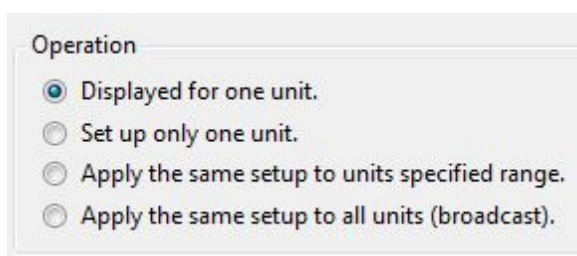 Operation
Displayed for one unit.
Set up only one unit.
Apply the same setup to units specified range.
Apply the same setup to all units (broadcast).